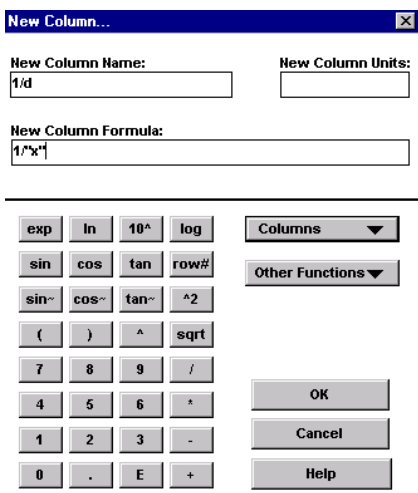 New Column...
New Column Name: New Column Units:
1/d
New Column Formula:
1/"x"
exp ln 10^ log Columns
sin cos tan row# Other Functions
sin~ cos~ tan~ ^2
( ) ^ sqrt
7 8 9 /
4 5 6 * OK
1 2 3 - Cancel
0 . E + Help